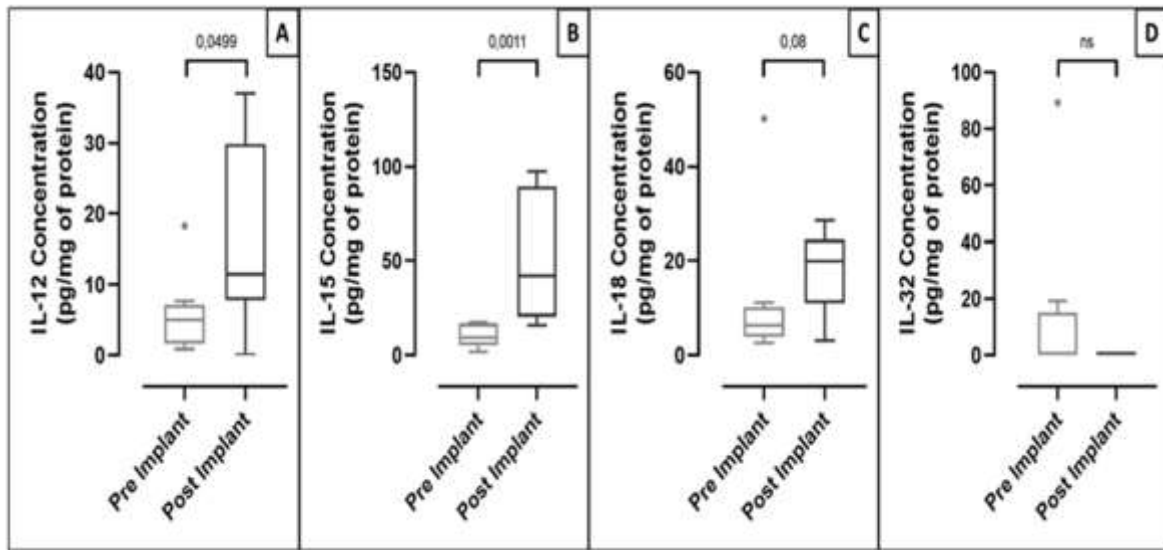 A
0,0499
IL-12 Concentration
(pg/mg of protein)
40
30
20
10
0
Pre Implant
Post Implant
B
0,0011
IL-15 Concentration
(pg/mg of protein)
150
100
50
0
Pre Implant
Post Implant
C
0,08
IL-18 Concentration
(pg/mg of protein)
60
40
20
0
Pre Implant
Post Implant
D
ns
IL-32 Concentration
(pg/mg of protein)
100
80
60
40
20
0
Pre Implant
Post Implant